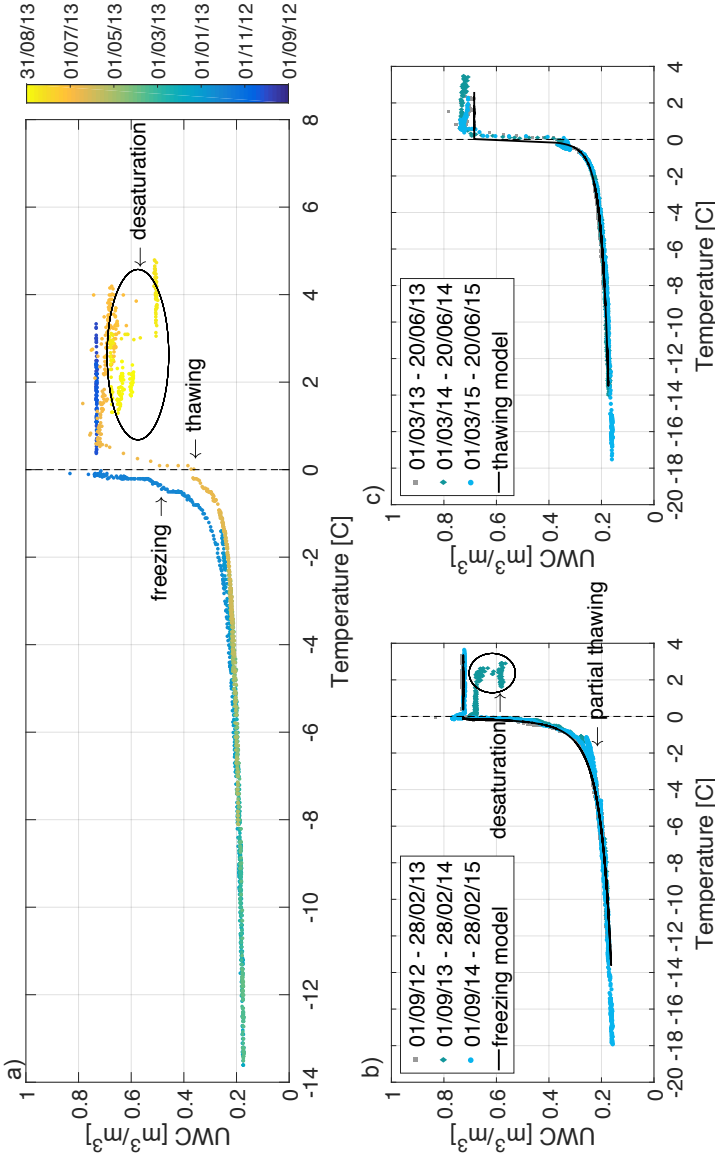 a)
1
0.8
0.6
0.4
0.2
0
UWC [m³/m³]
-14
-12
-10
-8
-6
-4
-2
0
2
4
6
8
Temperature [C]
freezing →
← thawing
← desaturation
31/08/13
01/07/13
01/05/13
01/03/13
01/01/13
01/11/12
01/09/12
b)
1
0.8
0.6
0.4
0.2
0
UWC [m³/m³]
01/09/12 - 28/02/13
01/09/13 - 28/02/14
01/09/14 - 28/02/15
freezing model
desaturation →
← partial thawing
-20
-18
-16
-14
-12
-10
-8
-6
-4
-2
0
2
4
Temperature [C]
c)
1
0.8
0.6
0.4
0.2
0
UWC [m³/m³]
01/03/13 - 20/06/13
01/03/14 - 20/06/14
01/03/15 - 20/06/15
thawing model
-20
-18
-16
-14
-12
-10
-8
-6
-4
-2
0
2
4
Temperature [C]